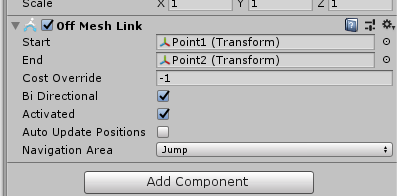 Scale X 1 Y 1 Z 1
Off Mesh Link
Start Point1 (Transform)
End Point2 (Transform)
Cost Override -1
Bi Directional
Activated
Auto Update Positions
Navigation Area Jump
Add Component